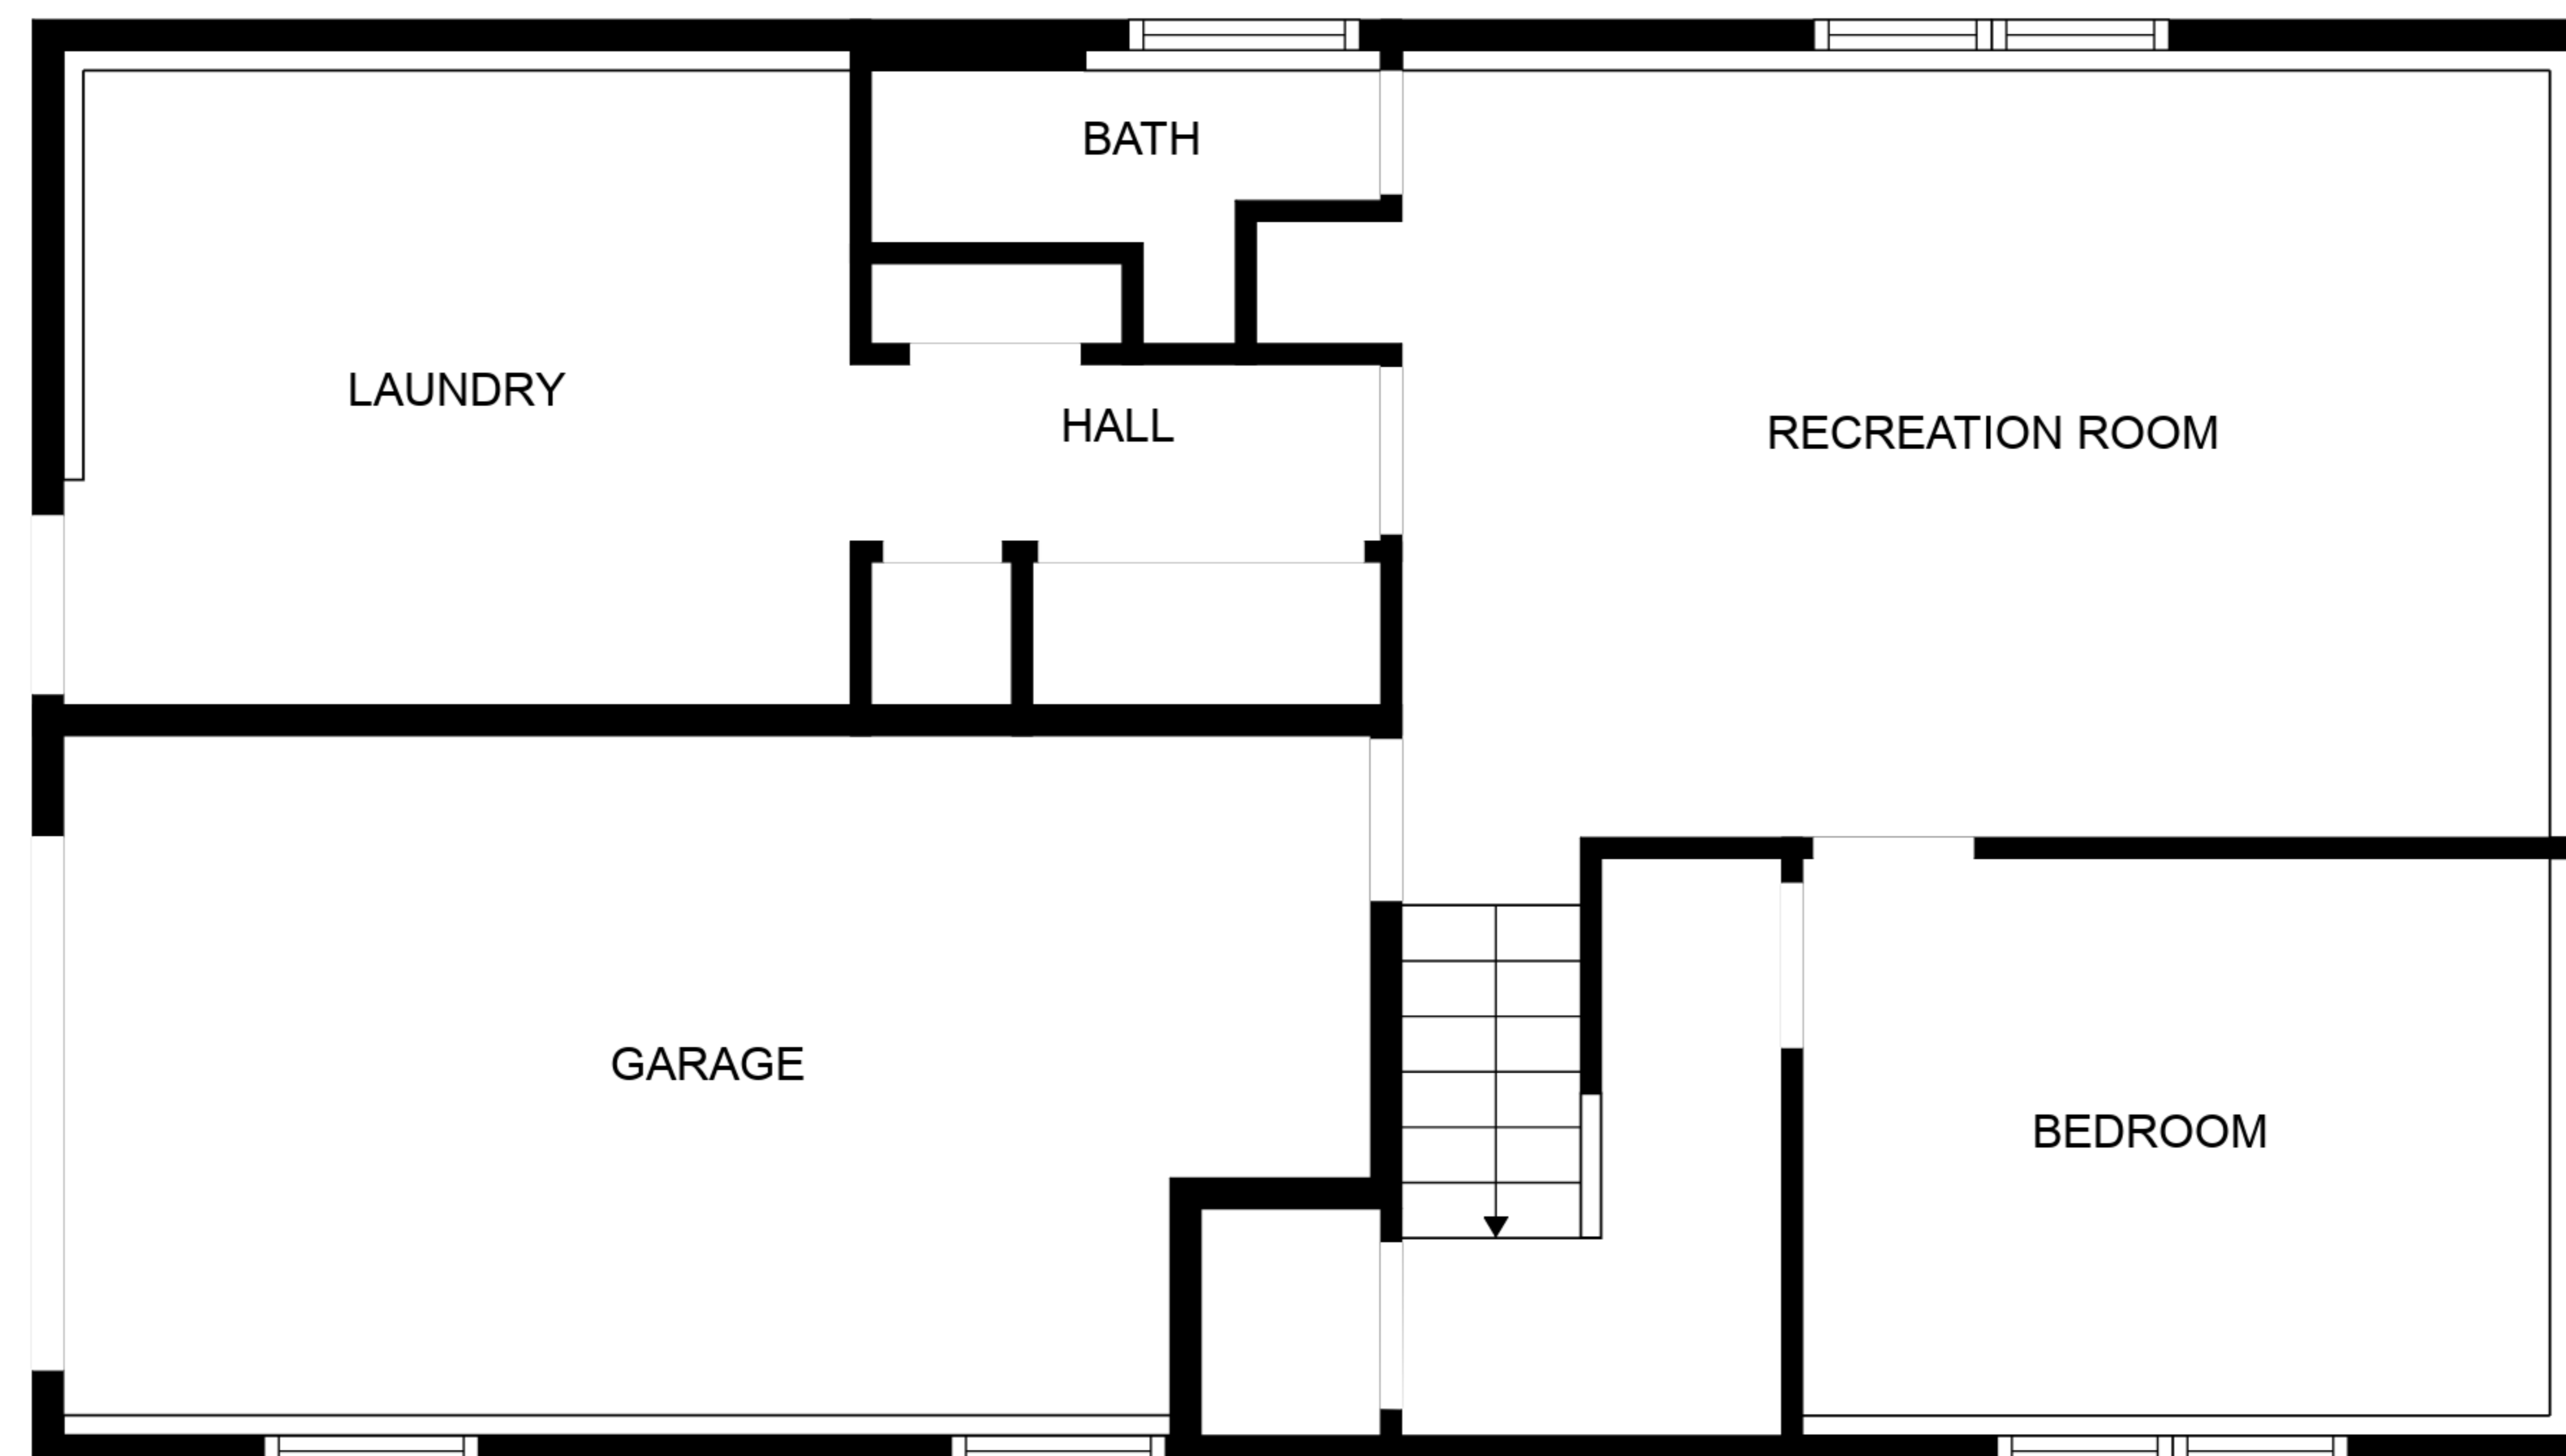 BATH
LAUNDRY
HALL
RECREATION ROOM
GARAGE
BEDROOM